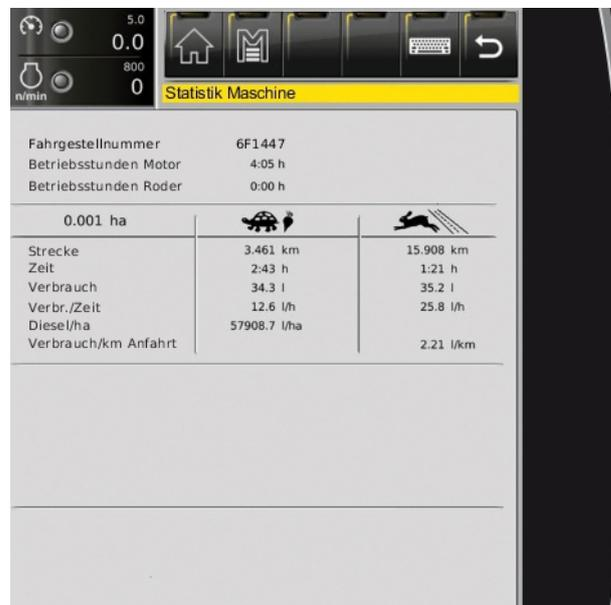 5.0
0.0
800
n/min 0
Statistik Maschine
Fahrgestellnummer 6F1447
Betriebsstunden Motor 4:05 h
Betriebsstunden Roder 0:00 h
0.001 ha
Strecke 3.461 km 15.908 km
Zeit 2:43 h 1:21 h
Verbrauch 34.3 l 35.2 l
Verbr./Zeit 12.6 l/h 25.8 l/h
Diesel/ha 57908.7 l/ha
Verbrauch/km Anfahrt 2.21 l/km